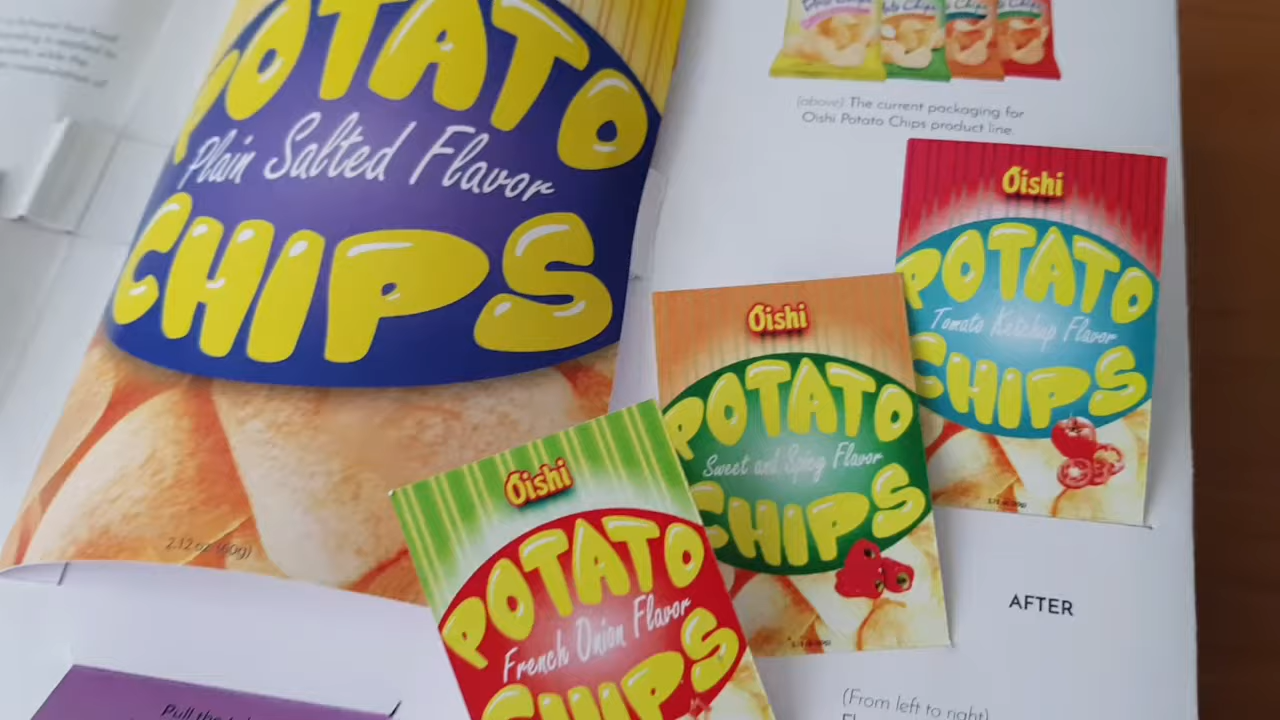 POTATO
Plain Salted Flavor
CHIPS
2.12 oz (60g)
(above) The current packaging for
Oishi Potato Chips product line.
Oishi
POTATO
Tomato Ketchup Flavor
CHIPS
Oishi
POTATO
Sweet and Spicy Flavor
CHIPS
Oishi
POTATO
French Onion Flavor
CHIPS
AFTER
(From left to right)
Pull the